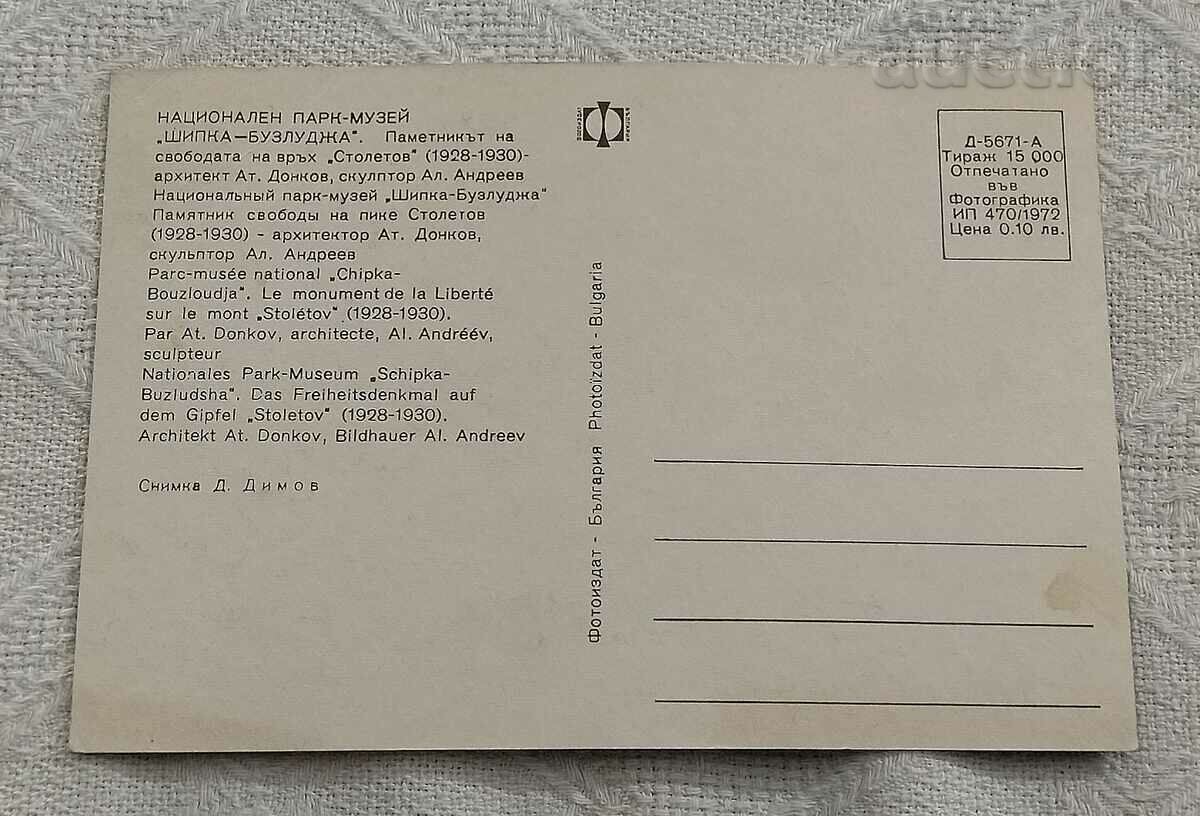 НАЦИОНАЛЕН ПАРК-МУЗЕЙ
„ШИПКА—БУЗЛУДЖА". Паметникът на
свободата на връх „Столетов" (1928-1930)-
архитект Ат. Донков, скулптор Ал. Андреев
Национальный парк-музей „Шипка-Бузлуджа"
Памятник свободы на пике Столетов
(1928-1930) - архитектор Ат. Донков,
скульптор Ал. Андреев
Parc-musée national „Chipka-
Bouzloudja". Le monument de la Liberté
sur le mont „Stolétov" (1928-1930).
Par At. Donkov, architecte, Al. Andréév,
sculpteur
Nationales Park-Museum „Schipka-
Buzludsha". Das Freiheitsdenkmal auf
dem Gipfel „Stoletov" (1928-1930).
Architekt At. Donkov, Bildhauer Al. Andreev
Снимка Д. Димов
Фотоиздат - България Photoïzdat - Bulgaria
Д-5671-А
Тираж 15 000
Отпечатано
във
Фотографика
ИП 470/1972
Цена 0.10 лв.